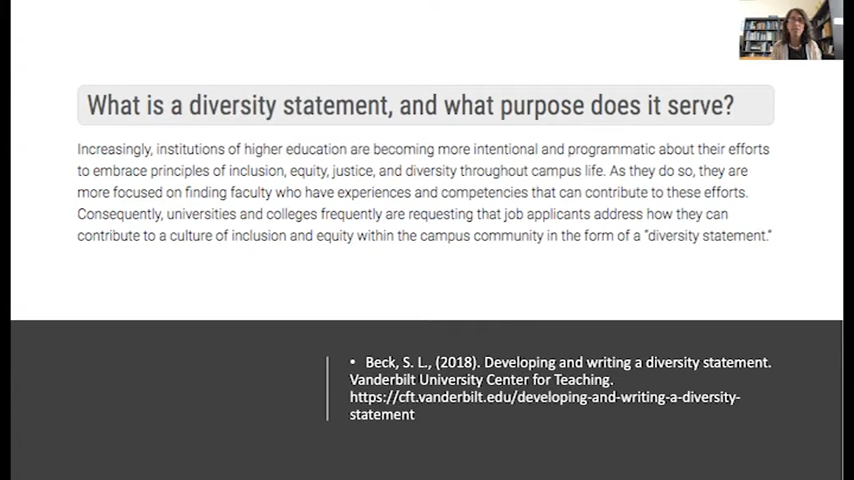 What is a diversity statement, and what purpose does it serve?
Increasingly, institutions of higher education are becoming more intentional and programmatic about their efforts
to embrace principles of inclusion, equity, justice, and diversity throughout campus life. As they do so, they are
more focused on finding faculty who have experiences and competencies that can contribute to these efforts.
Consequently, universities and colleges frequently are requesting that job applicants address how they can
contribute to a culture of inclusion and equity within the campus community in the form of a "diversity statement."
• Beck, S. L., (2018). Developing and writing a diversity statement.
Vanderbilt University Center for Teaching.
https://cft.vanderbilt.edu/developing-and-writing-a-diversity-
statement